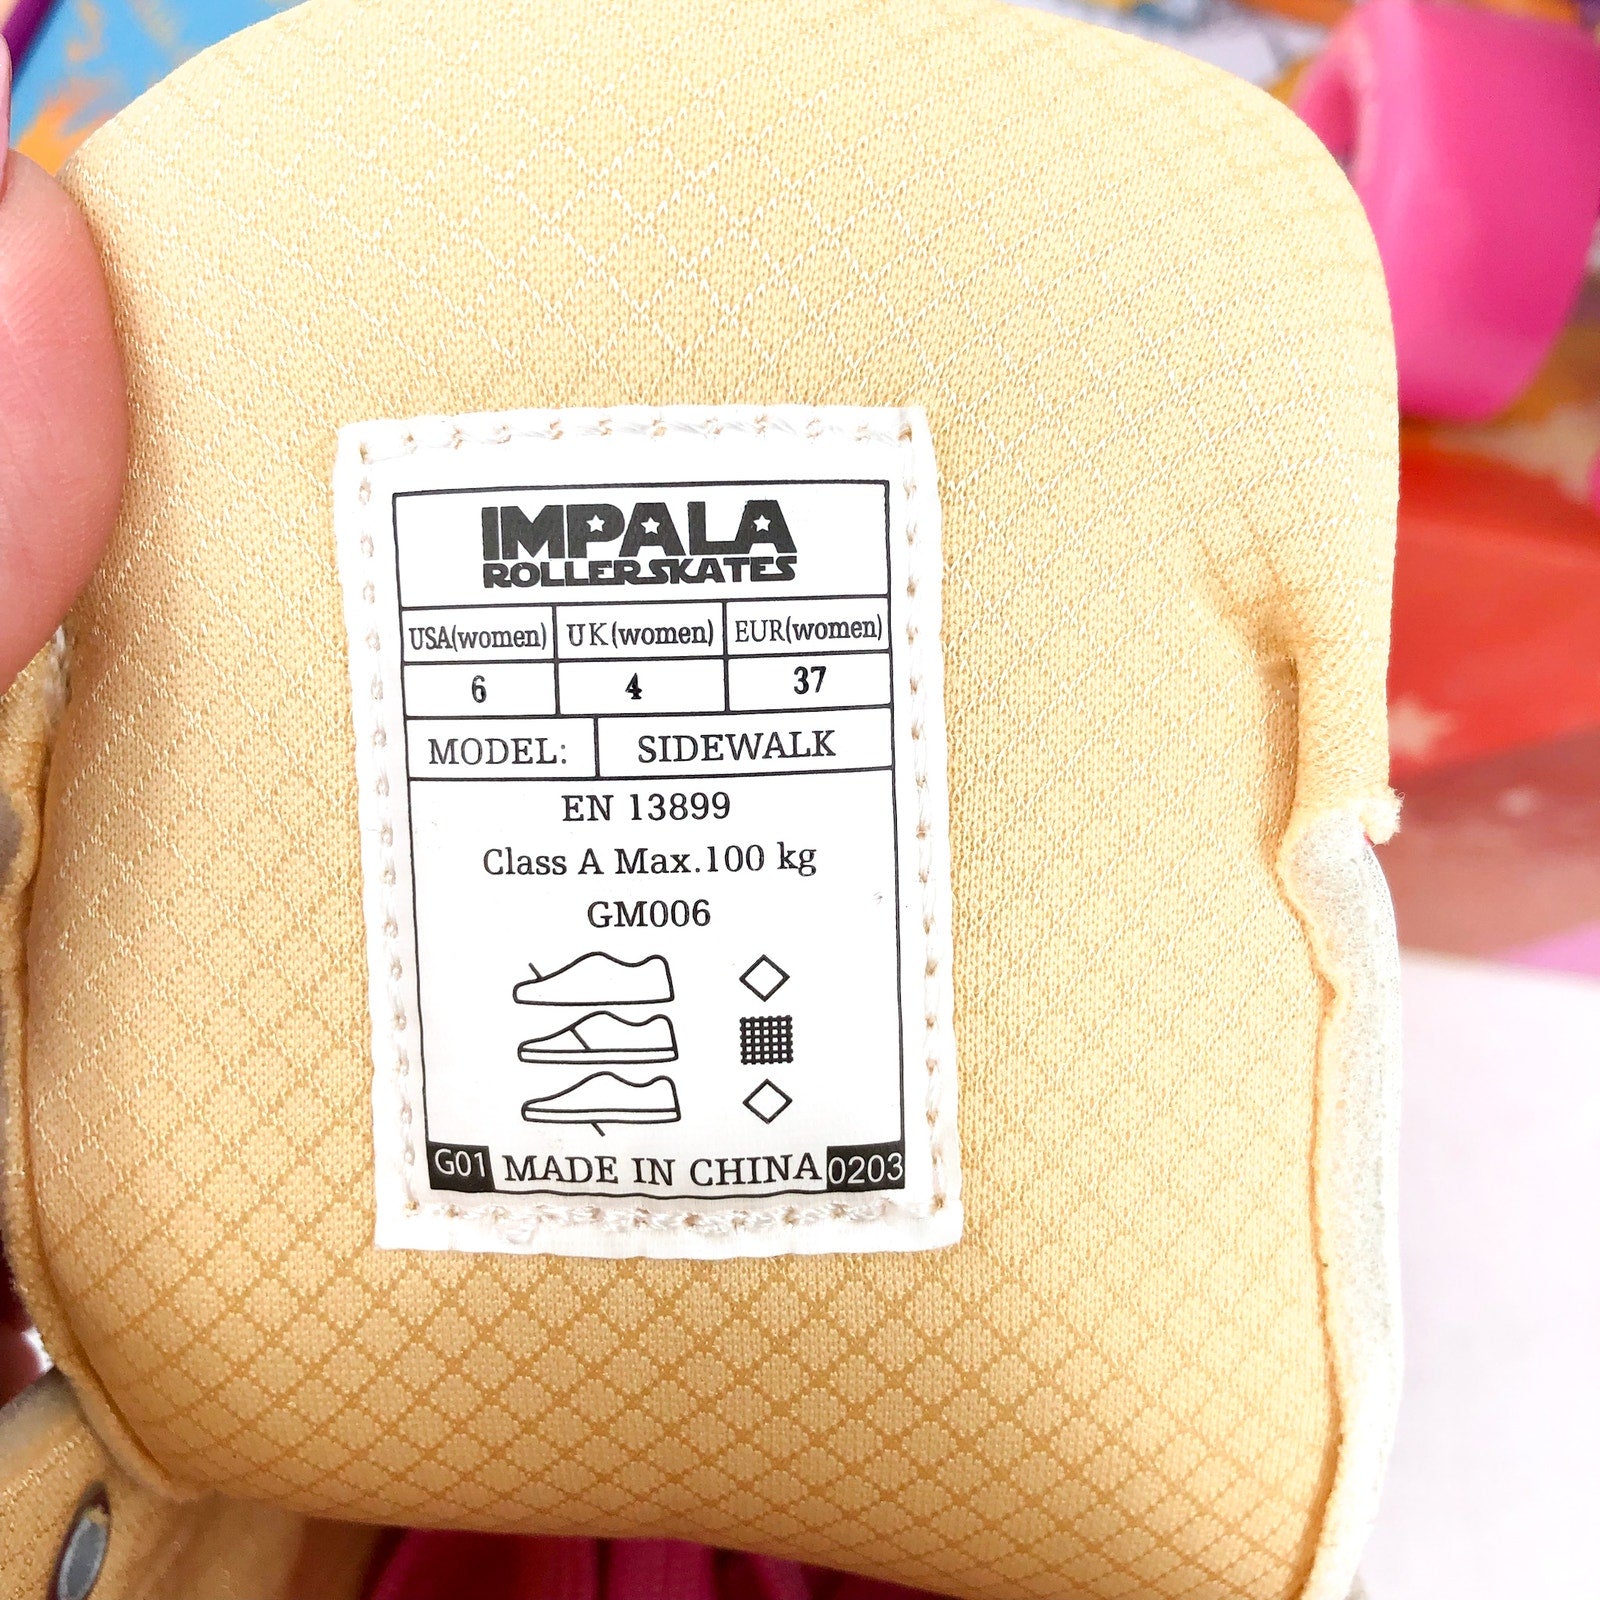 IMPALA
ROLLERSKATES
USA(women) UK(women) EUR(women)
6 4 37
MODEL: SIDEWALK
EN 13899
Class A Max.100 kg
GM006
G01 MADE IN CHINA 0203